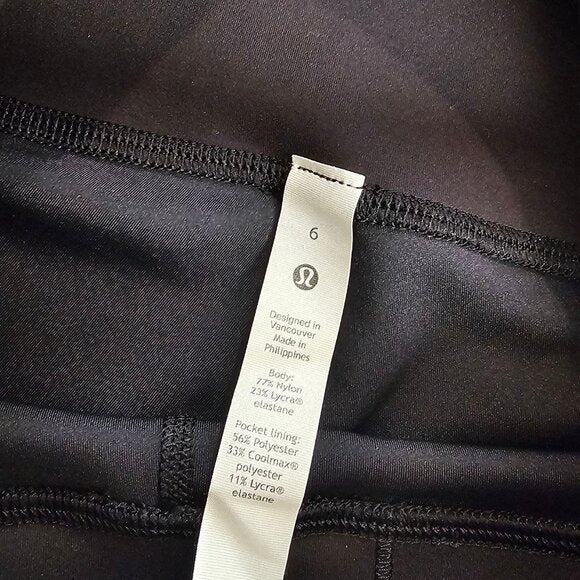 6
Designed in
Vancouver
Made in
Philippines
Body:
77% Nylon
23% Lycra®
elastane
Pocket lining:
56% Polyester
33% Coolmax®
polyester
11% Lycra®
elastane